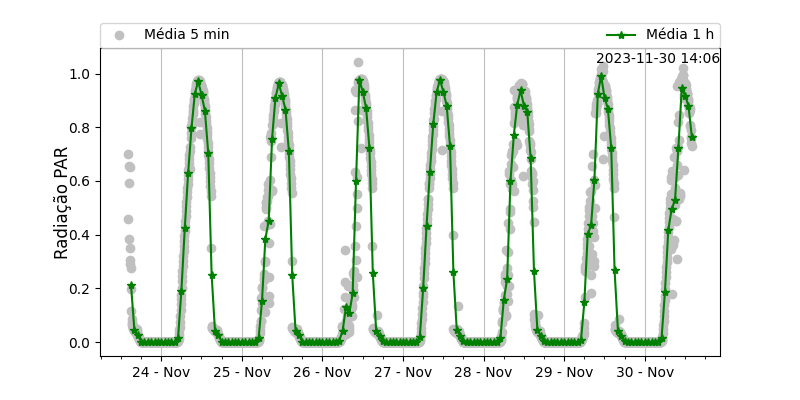 Média 5 min
Média 1 h
2023-11-30 14:06
1.0
0.8
0.6
0.4
0.2
0.0
Radiação PAR
24 - Nov
25 - Nov
26 - Nov
27 - Nov
28 - Nov
29 - Nov
30 - Nov